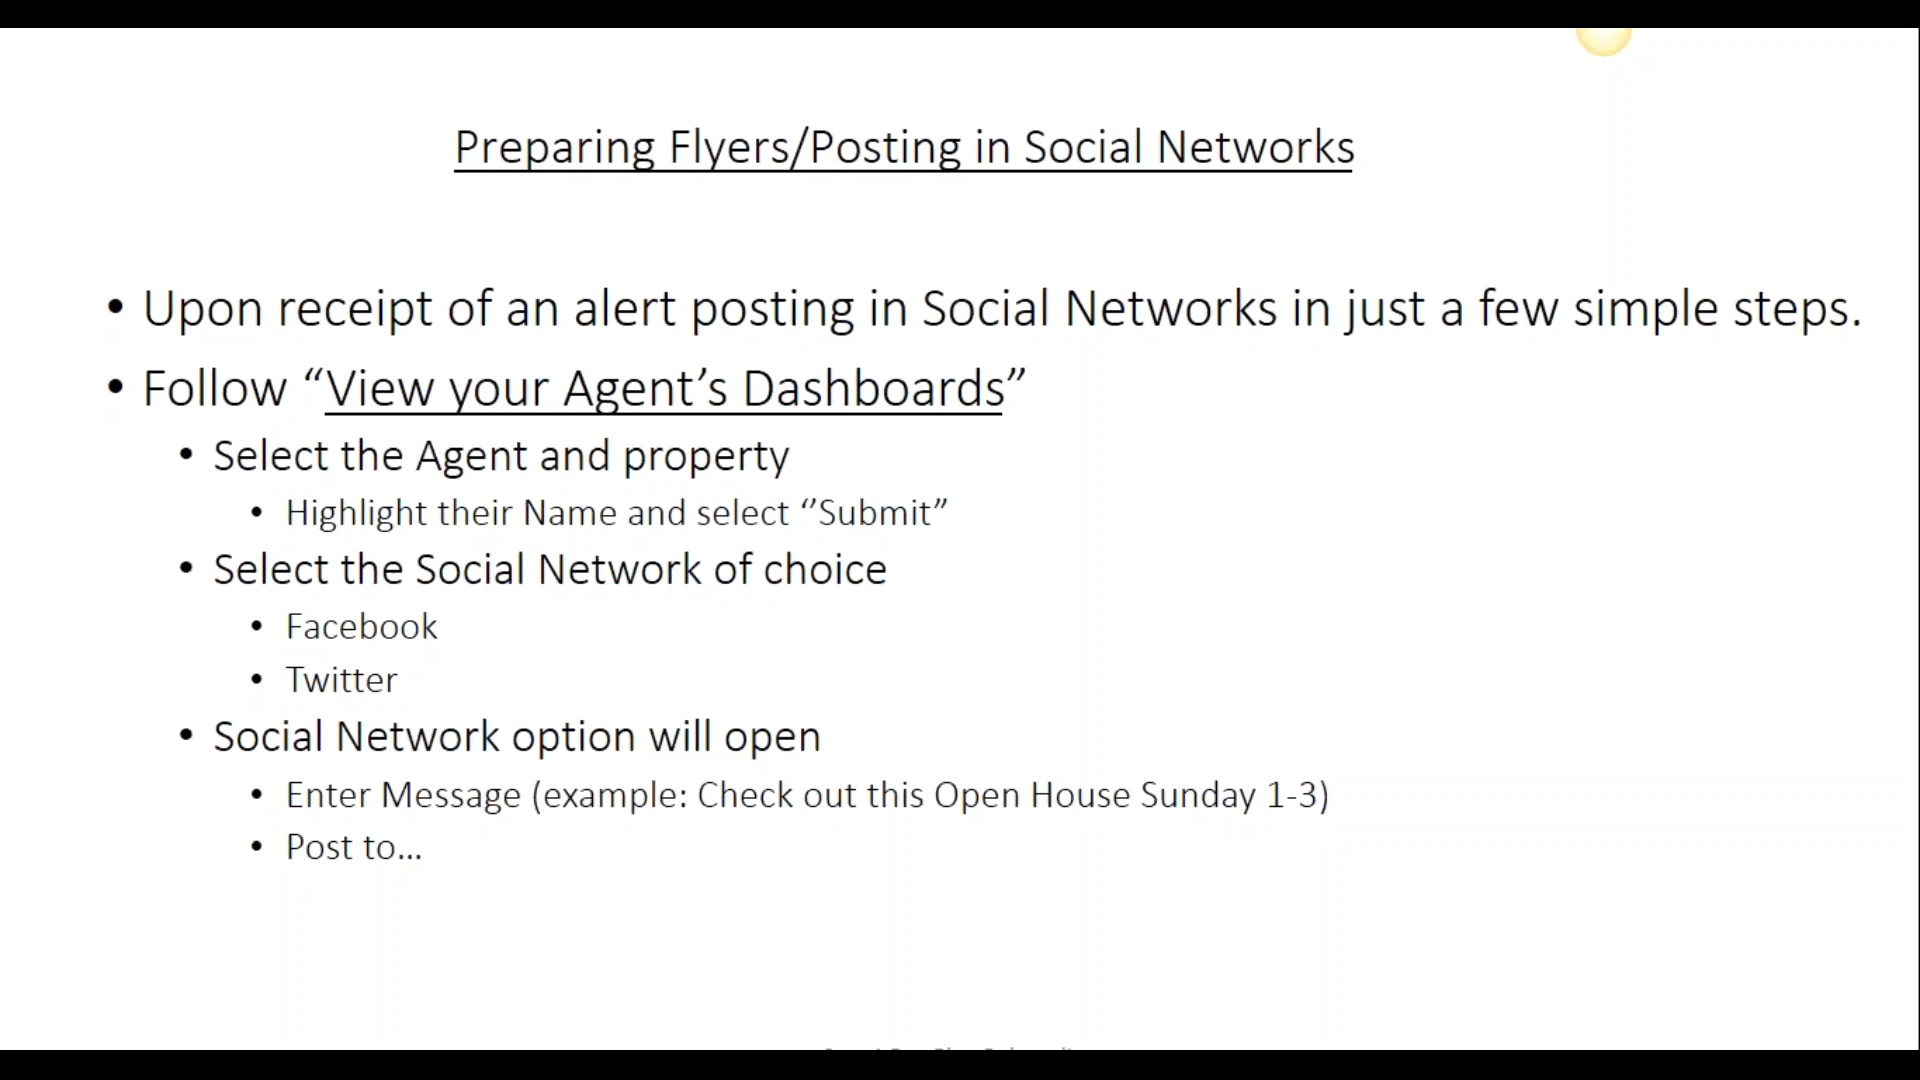 Preparing Flyers/Posting in Social Networks
• Upon receipt of an alert posting in Social Networks in just a few simple steps.
• Follow “View your Agent’s Dashboards”
• Select the Agent and property
• Highlight their Name and select “Submit”
• Select the Social Network of choice
• Facebook
• Twitter
• Social Network option will open
• Enter Message (example: Check out this Open House Sunday 1-3)
• Post to...